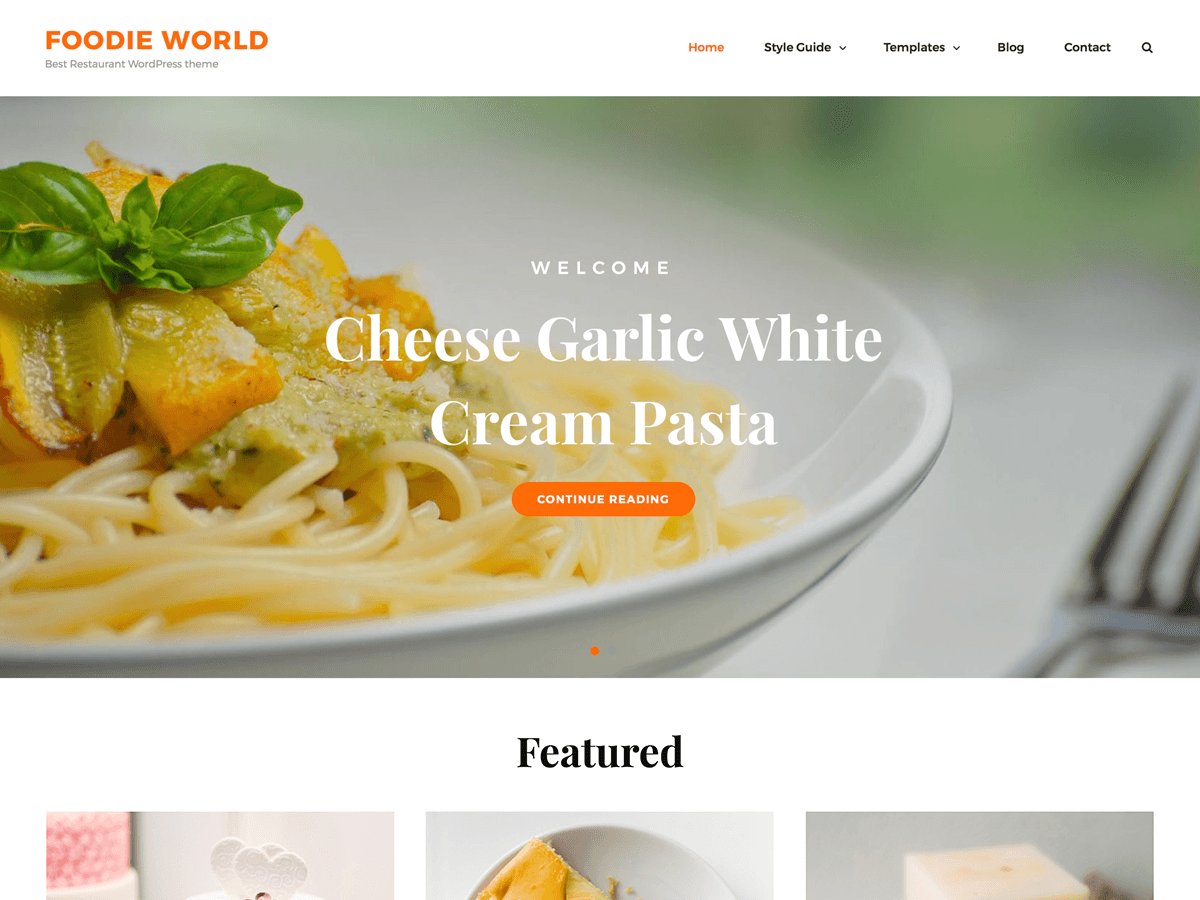 FOODIE WORLD
Best Restaurant WordPress theme
Home Style Guide Templates Blog Contact
WELCOME
Cheese Garlic White
Cream Pasta
CONTINUE READING
Featured